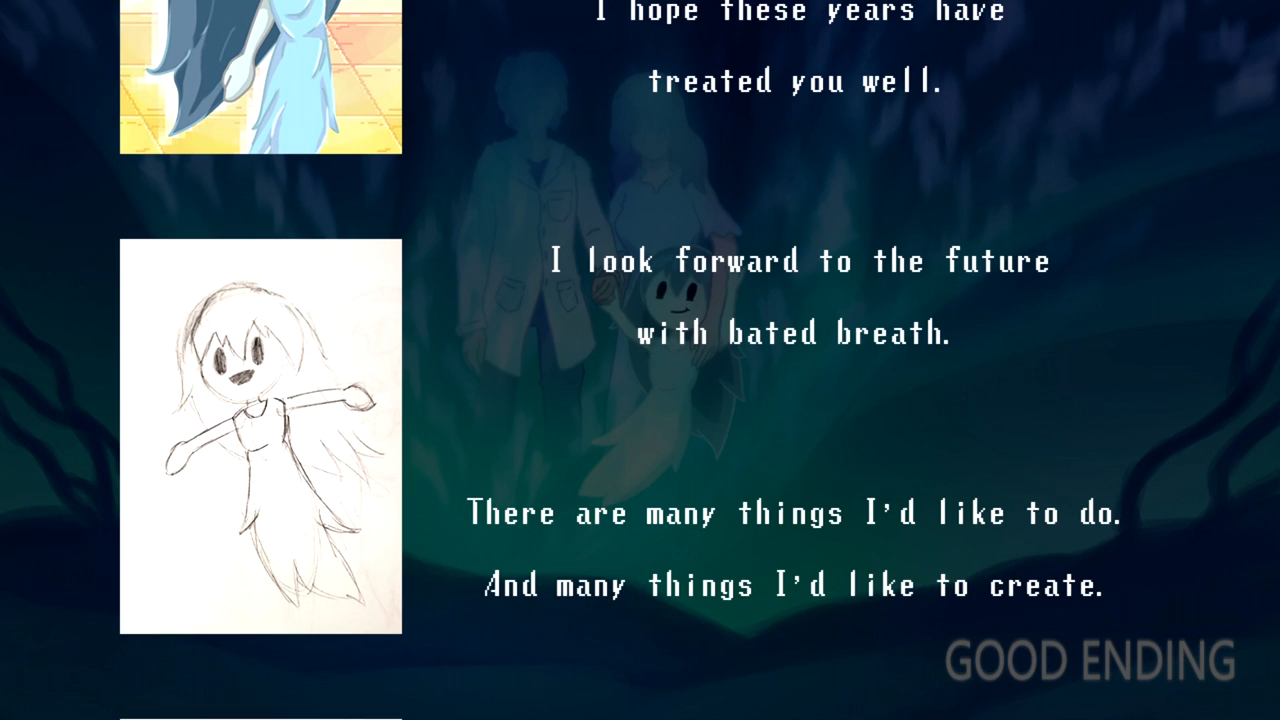 I hope these years have
treated you well.
I look forward to the future
with bated breath.
There are many things I'd like to do.
And many things I'd like to create.
GOOD ENDING